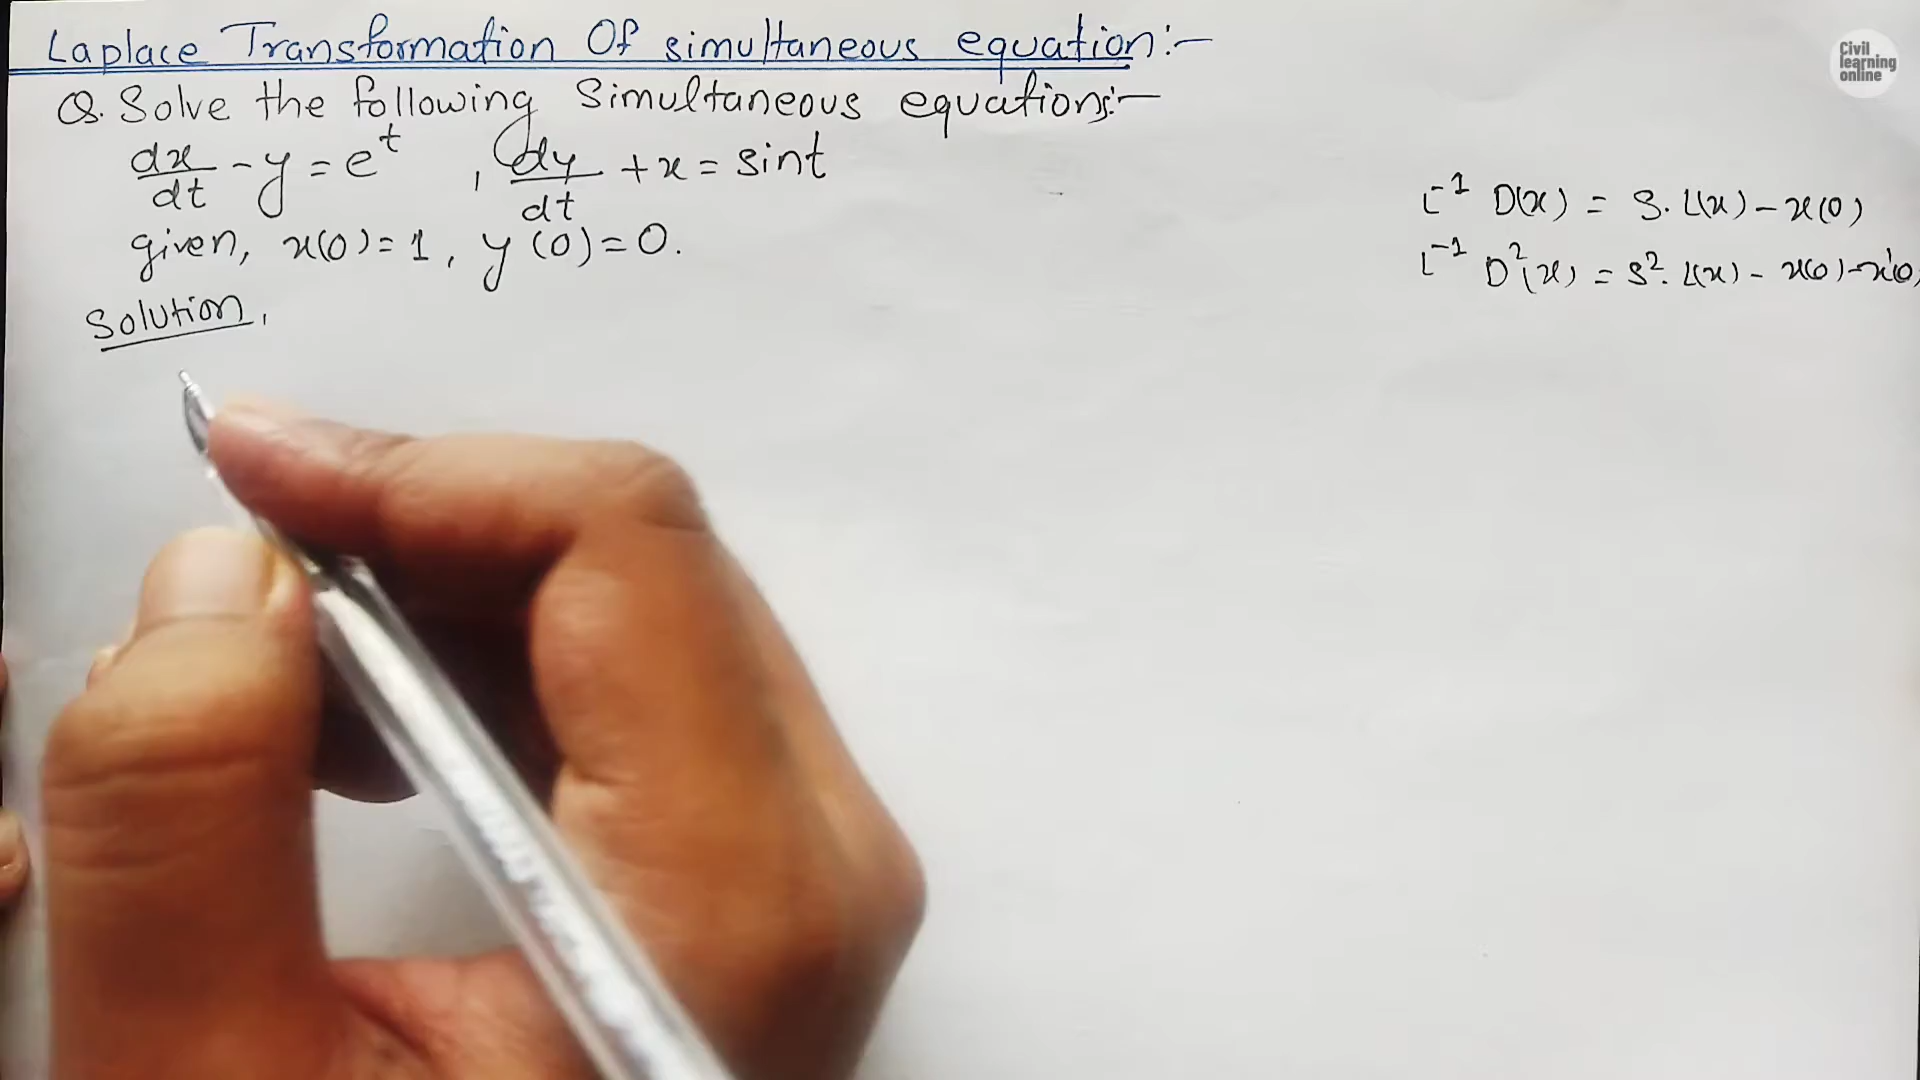 Laplace Transformation Of simultaneous equation:-
Q. Solve the following Simultaneous equations:-
dx/dt - y = e^t , dy/dt + x = sint
given, x(0)=1, y(0)=0.
Solution,
L^-1 D(x) = S. L(x) - x(0)
L^-1 D^2(x) = S^2. L(x) - x(0) - x'(0)
Civil
learning
online